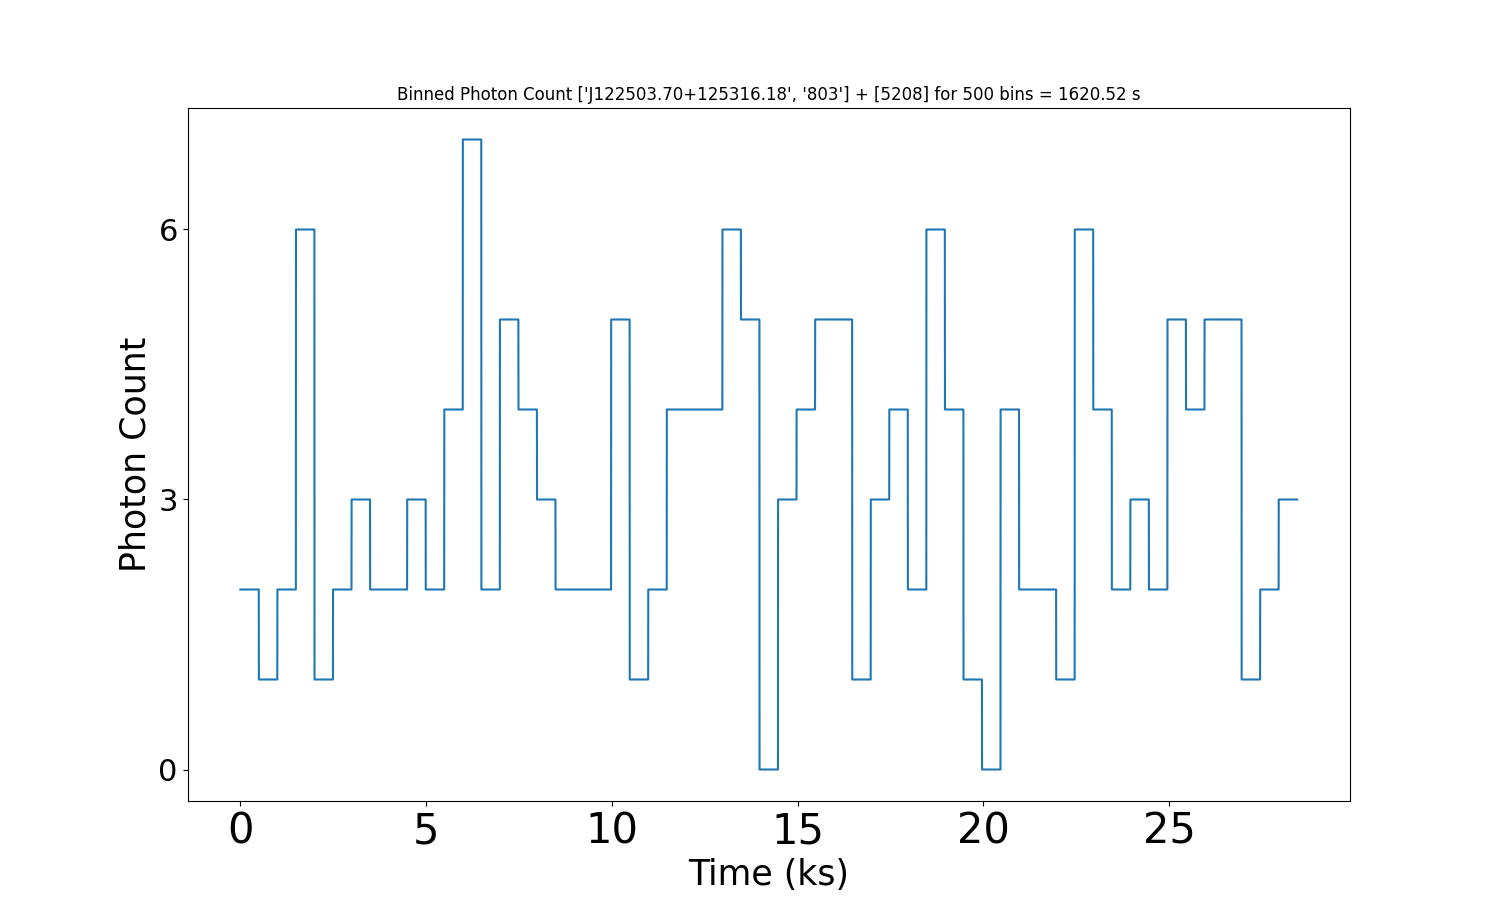 Binned Photon Count ['J122503.70+125316.18', '803'] + [5208] for 500 bins = 1620.52 s
Photon Count
6
3
0
0 5 10 15 20 25
Time (ks)